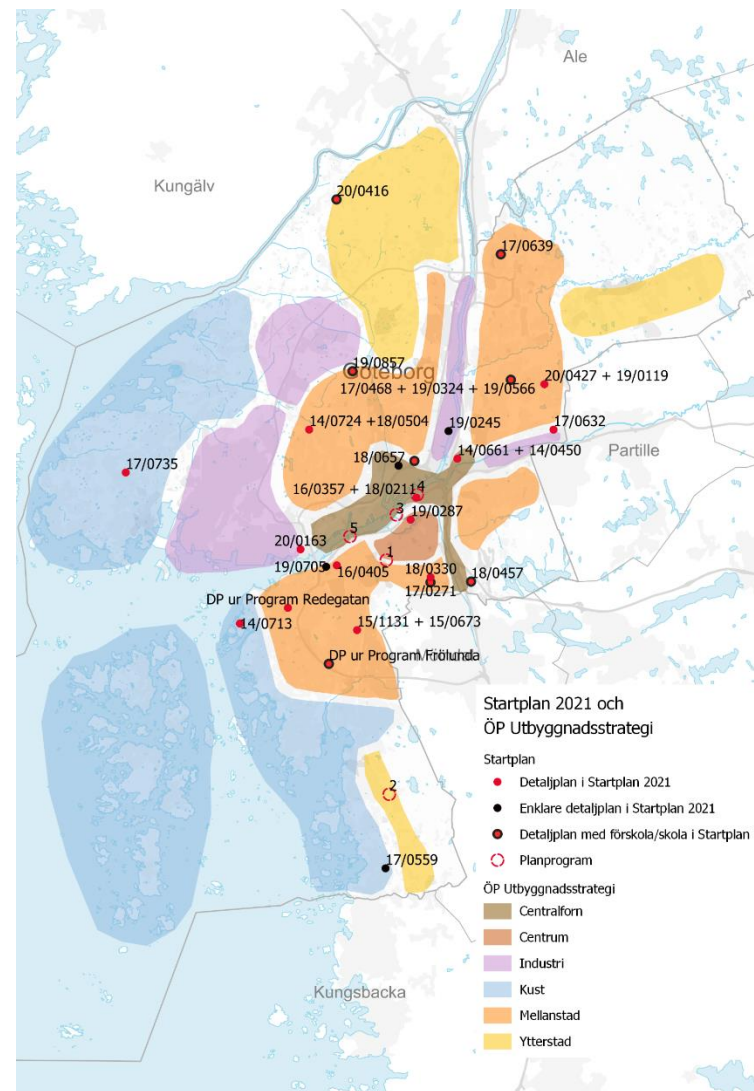 Ale
Kungälv
20/0416
17/0639
19/0857
Göteborg
17/0468 + 19/0324 + 19/0566
20/0427 + 19/0119
14/0724 +18/0504
19/0245
17/0632
18/0657
14/0661 + 14/0450
Partille
17/0735
16/0357 + 18/0211
4
3
19/0287
5
20/0163
1
19/0705
16/0405
18/0330
18/0457
17/0271
DP ur Program Redegatan
14/0713
15/1131 + 15/0673
DP ur Program Frölunda
Startplan 2021 och
ÖP Utbyggnadsstrategi
Startplan
Detaljplan i Startplan 2021
Enklare detaljplan i Startplan 2021
Detaljplan med förskola/skola i Startplan
Planprogram
2
ÖP Utbyggnadsstrategi
17/0559
Centralforn
Centrum
Industri
Kust
Mellanstad
Ytterstad
Kungsbacka